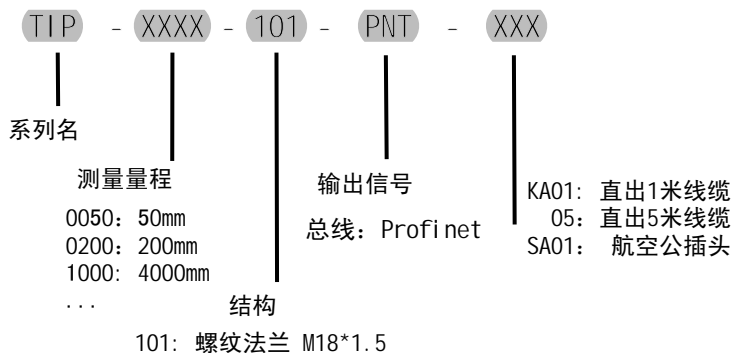 TIP - XXXX - 101 - PNT - XXX
系列名
测量量程
0050: 50mm
0200: 200mm
1000: 4000mm
...
结构
101: 螺纹法兰 M18*1.5
输出信号
总线: Profinet
KA01: 直出1米线缆
05: 直出5米线缆
SA01: 航空公插头